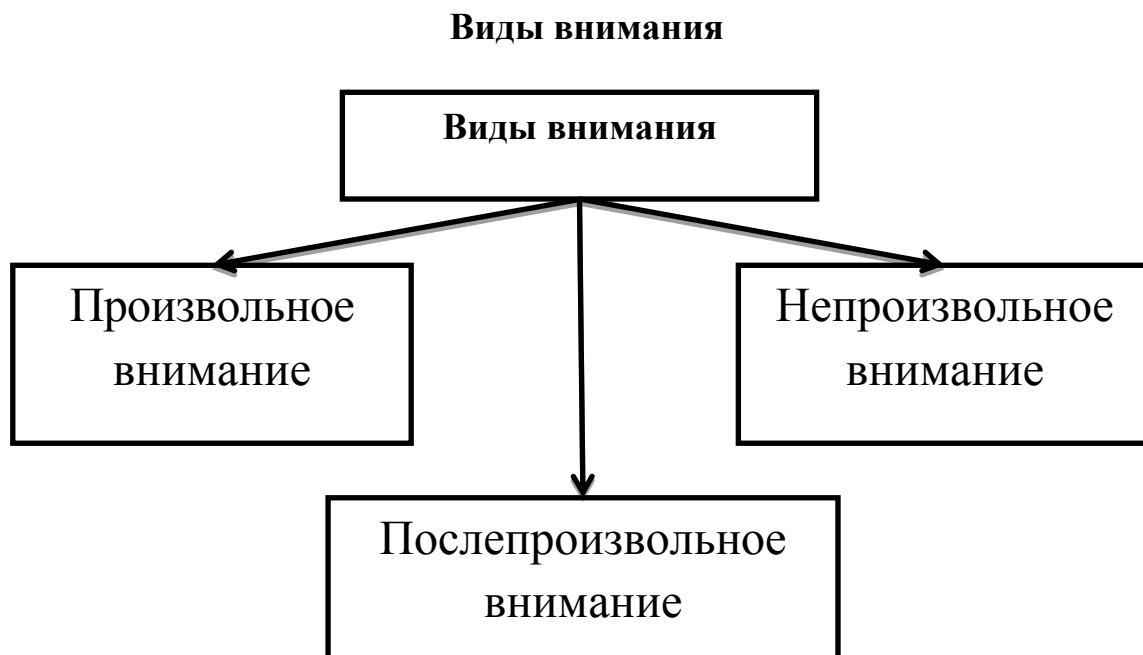 Виды внимания
Виды внимания
Произвольное
внимание
Непроизвольное
внимание
Послепроизвольное
внимание